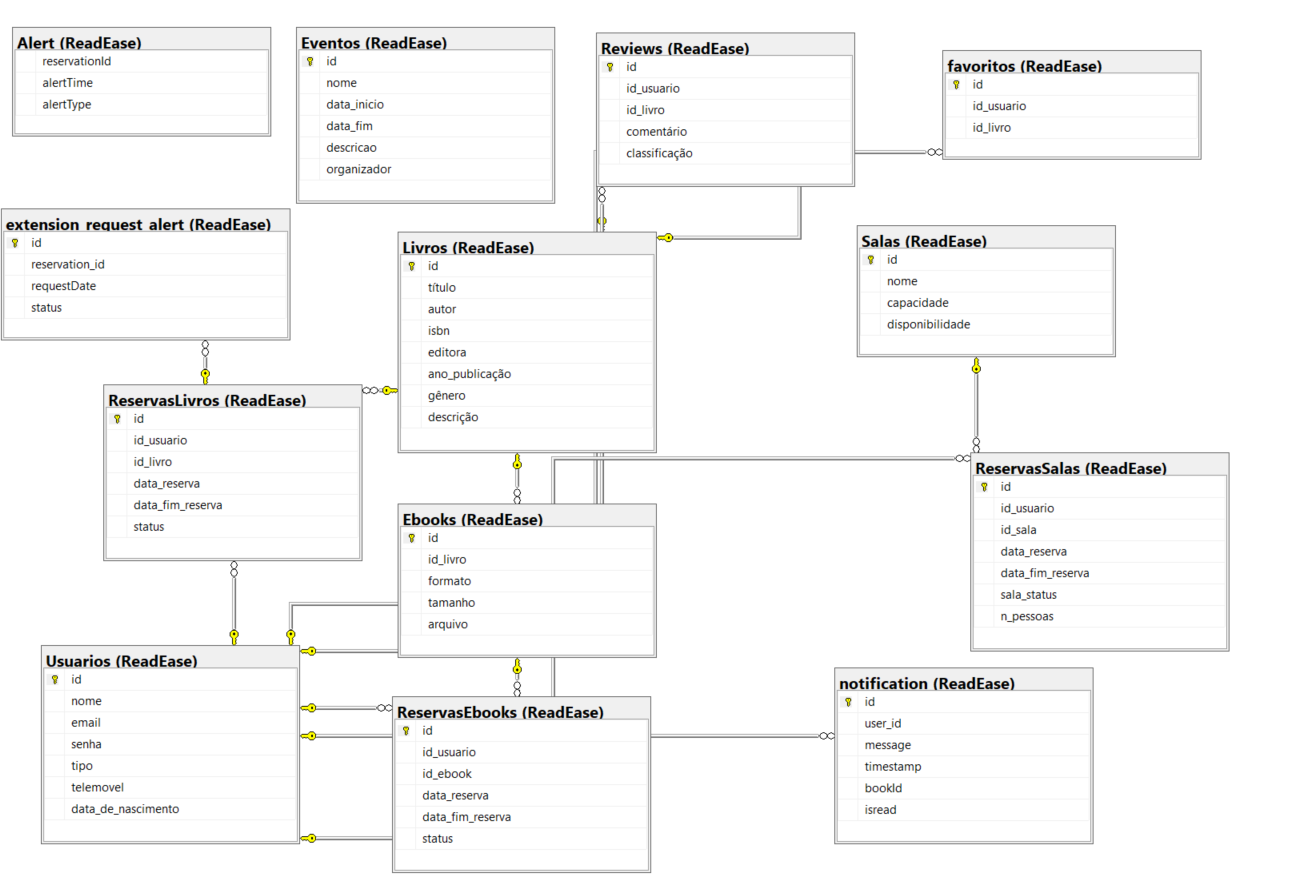 Alert (ReadEase)
reservationId
alertTime
alertType
Eventos (ReadEase)
id
nome
data_inicio
data_fim
descricao
organizador
Reviews (ReadEase)
id
id_usuario
id_livro
comentário
classificação
favoritos (ReadEase)
id
id_usuario
id_livro
extension_request_alert (ReadEase)
id
reservation_id
requestDate
status
Livros (ReadEase)
id
título
autor
isbn
editora
ano_publicação
gênero
descrição
Salas (ReadEase)
id
nome
capacidade
disponibilidade
ReservasLivros (ReadEase)
id
id_usuario
id_livro
data_reserva
data_fim_reserva
status
Ebooks (ReadEase)
id
id_livro
formato
tamanho
arquivo
ReservasSalas (ReadEase)
id
id_usuario
id_sala
data_reserva
data_fim_reserva
sala_status
n_pessoas
Usuarios (ReadEase)
id
nome
email
senha
tipo
telemovel
data_de_nascimento
ReservasEbooks (ReadEase)
id
id_usuario
id_ebook
data_reserva
data_fim_reserva
status
notification (ReadEase)
id
user_id
message
timestamp
bookId
isread